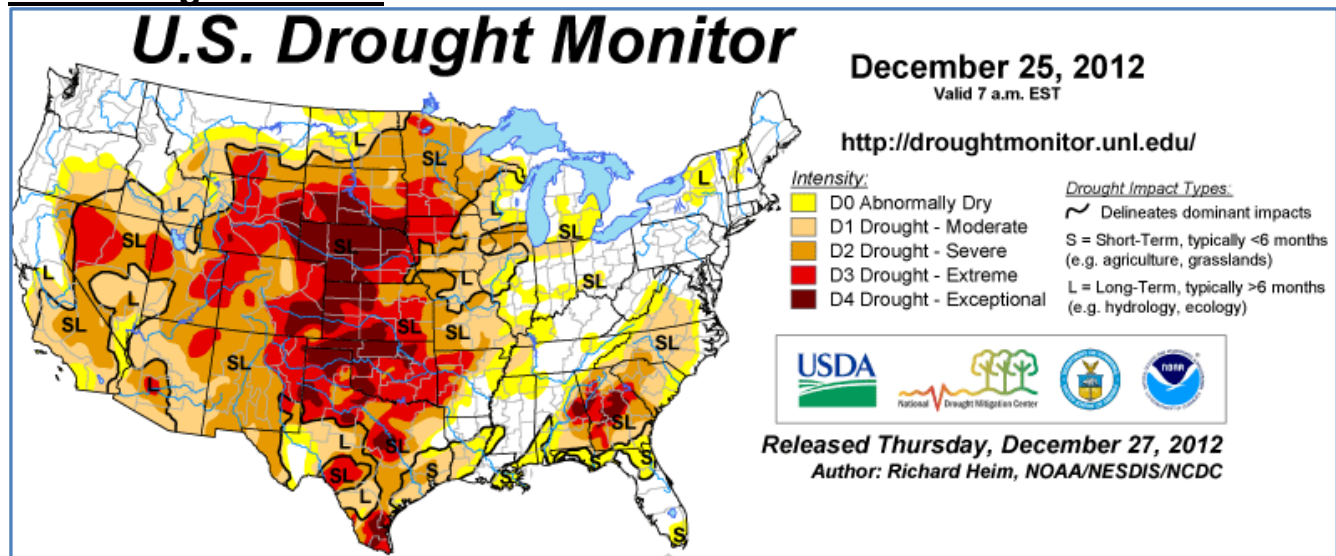 U.S. Drought Monitor
December 25, 2012
Valid 7 a.m. EST
http://droughtmonitor.unl.edu/
Intensity:
D0 Abnormally Dry
D1 Drought - Moderate
D2 Drought - Severe
D3 Drought - Extreme
D4 Drought - Exceptional
Drought Impact Types:
Delineates dominant impacts
S = Short-Term, typically <6 months
(e.g. agriculture, grasslands)
L = Long-Term, typically >6 months
(e.g. hydrology, ecology)
USDA
National Drought Mitigation Center
NOAA
Released Thursday, December 27, 2012
Author: Richard Heim, NOAA/NESDIS/NCDC
L
SL
L
L
L
SL
SL
SL
L
SL
L
L
SL
L
SL
SL
SL
SL
L
SL
L
SL
SL
L
S
S
S
S
S